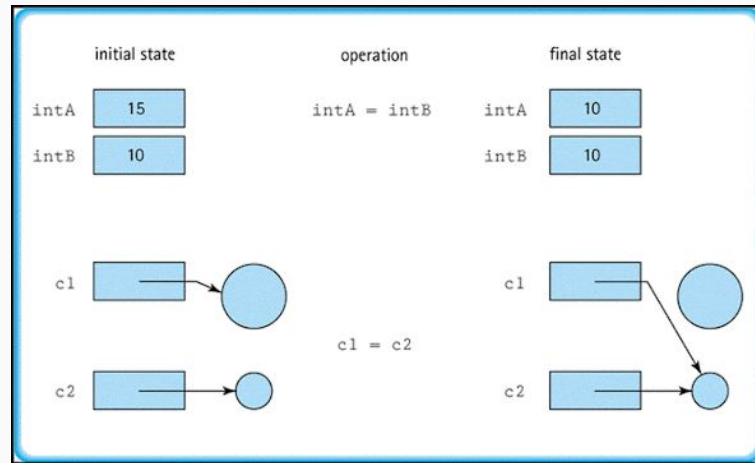 initial state operation final state
intA 15 intA = intB intA 10
intB 10 intB 10
c1 c1
c1 = c2
c2 c2